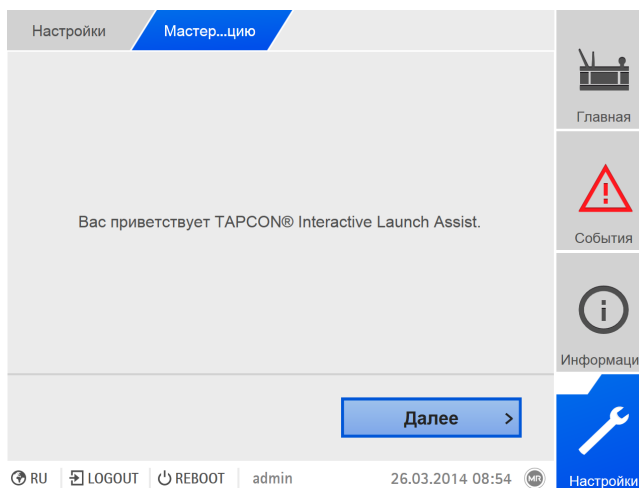 Настройки
Мастер...цию
Главная
События
Вас приветствует TAPCON® Interactive Launch Assist.
Информаци
Далее >
Настройки
RU LOGOUT REBOOT admin 26.03.2014 08:54 MR